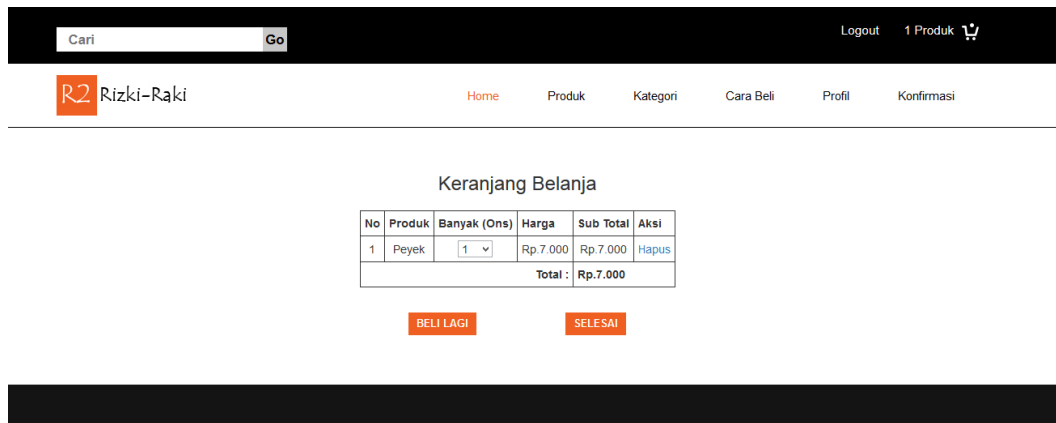 Cari Go Logout 1 Produk
R2 Rizki-Raki Home Produk Kategori Cara Beli Profil Konfirmasi
Keranjang Belanja
No Produk Banyak (Ons) Harga Sub Total Aksi
1 Peyek 1 Rp.7.000 Rp.7.000 Hapus
Total : Rp.7.000
BELI LAGI SELESAI